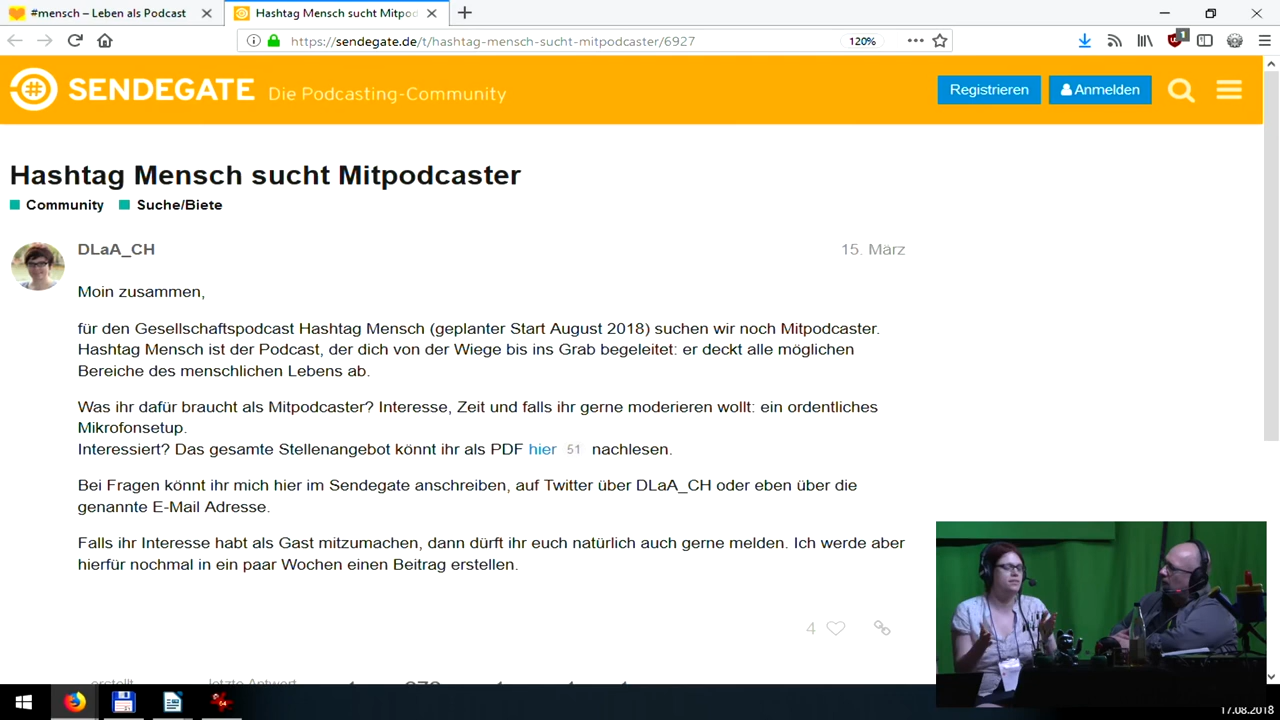 #mensch – Leben als Podcast
Hashtag Mensch sucht Mitpodc
https://sendegate.de/t/hashtag-mensch-sucht-mitpodcaster/6927
120%
1
SENDEGATE Die Podcasting-Community
Registrieren
Anmelden
Hashtag Mensch sucht Mitpodcaster
Community
Suche/Biete
DLaA_CH
15. März
Moin zusammen,
für den Gesellschaftspodcast Hashtag Mensch (geplanter Start August 2018) suchen wir noch Mitpodcaster.
Hashtag Mensch ist der Podcast, der dich von der Wiege bis ins Grab begeleitet: er deckt alle möglichen
Bereiche des menschlichen Lebens ab.
Was ihr dafür braucht als Mitpodcaster? Interesse, Zeit und falls ihr gerne moderieren wollt: ein ordentliches
Mikrofonsetup.
Interessiert? Das gesamte Stellenangebot könnt ihr als PDF hier 51 nachlesen.
Bei Fragen könnt ihr mich hier im Sendegate anschreiben, auf Twitter über DLaA_CH oder eben über die
genannte E-Mail Adresse.
Falls ihr Interesse habt als Gast mitzumachen, dann dürft ihr euch natürlich auch gerne melden. Ich werde aber
hierfür nochmal in ein paar Wochen einen Beitrag erstellen.
4
erstellt
letzte Antwort
17.08.2018